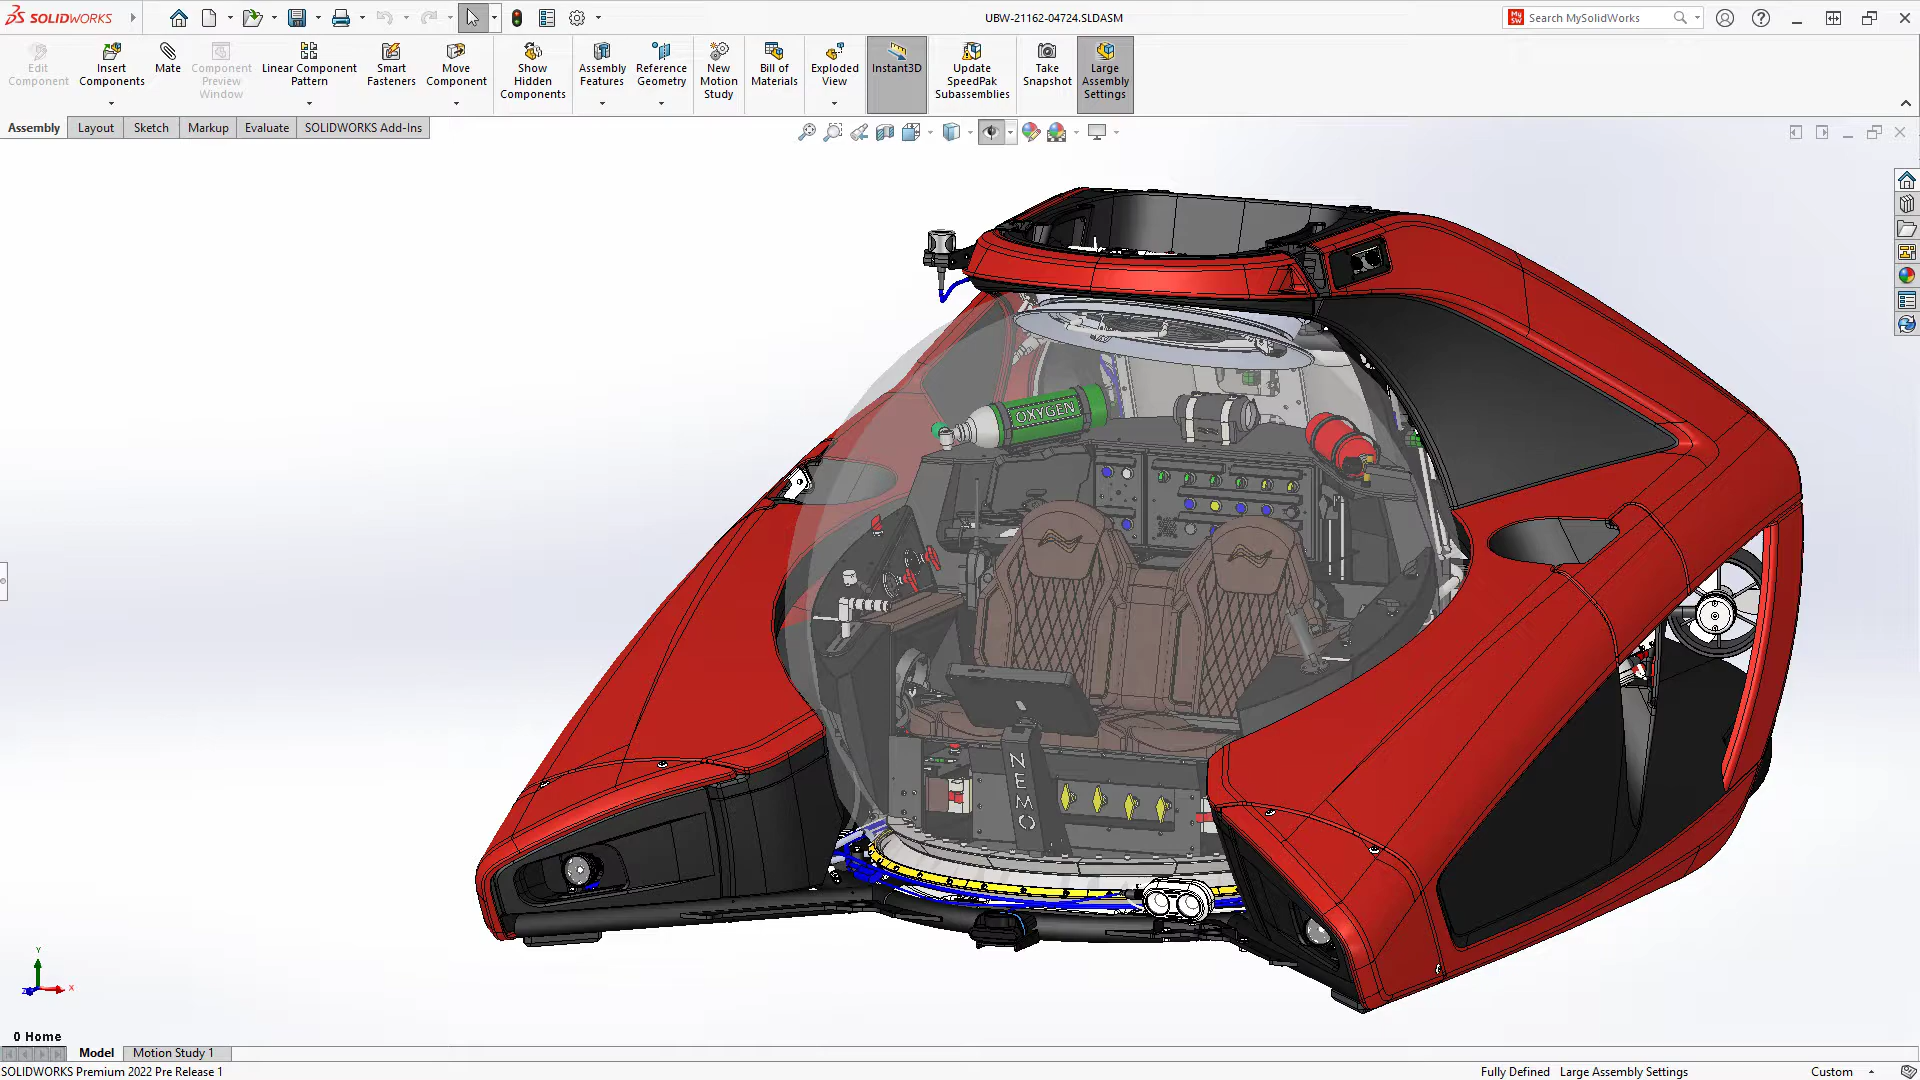 SOLIDWORKS
UBW-21162-04724.SLDASM
Search MySolidWorks
Edit Component
Insert Components
Mate
Component Preview Window
Linear Component Pattern
Smart Fasteners
Move Component
Show Hidden Components
Assembly Features
Reference Geometry
New Motion Study
Bill of Materials
Exploded View
Instant3D
Update SpeedPak Subassemblies
Take Snapshot
Large Assembly Settings
Assembly
Layout
Sketch
Markup
Evaluate
SOLIDWORKS Add-Ins
OXYGEN
NEMO
Y
X
Z
0 Home
Model
Motion Study 1
SOLIDWORKS Premium 2022 Pre Release 1
Fully Defined
Large Assembly Settings
Custom